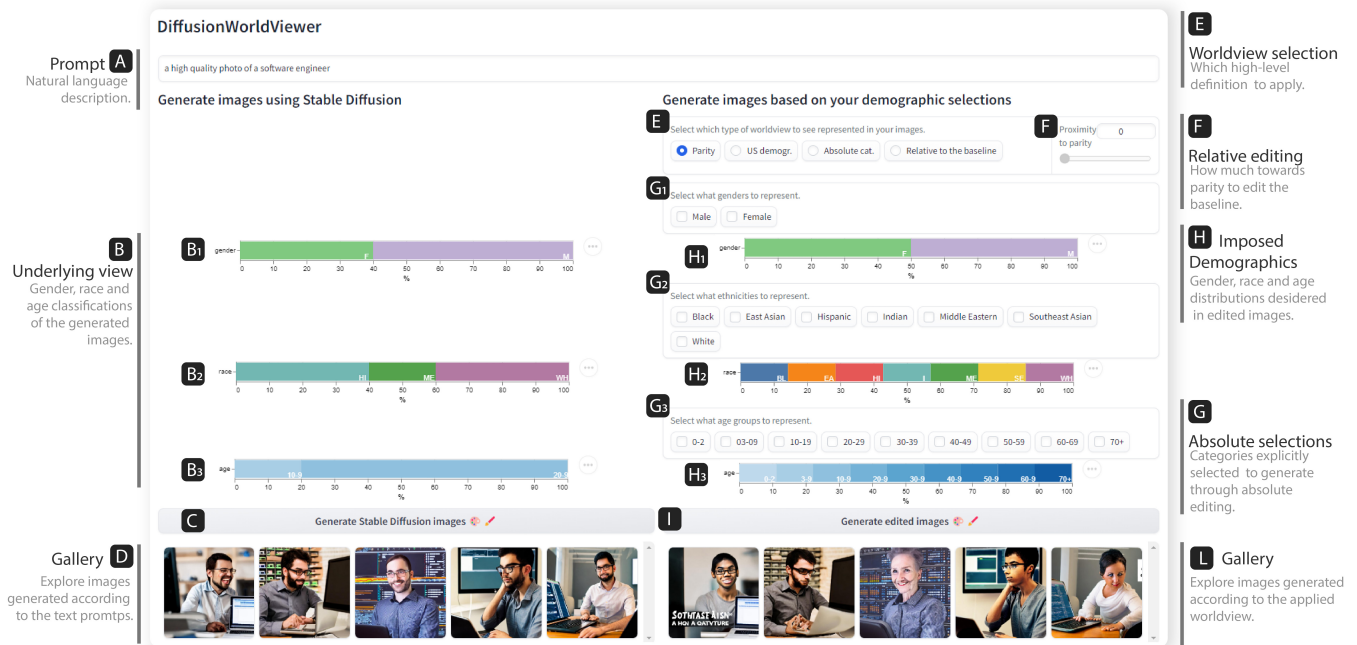 DiffusionWorldViewer
a high quality photo of a software engineer
Prompt A
Natural language
description.
Generate images using Stable Diffusion
B
Underlying view
Gender, race and
age classifications
of the generated
images.
B1
gender
F
M
0 10 20 30 40 50 60 70 80 90 100
%
B2
race
HI
ME
WH
0 10 20 30 40 50 60 70 80 90 100
%
B3
age
10-9
20-9
0 10 20 30 40 50 60 70 80 90 100
%
C
Generate Stable Diffusion images
Gallery D
Explore images
generated according
to the text promtps.
Generate images based on your demographic selections
E
Select which type of worldview to see represented in your images.
Parity
US demogr.
Absolute cat.
Relative to the baseline
F
Proximity
to parity
0
G1
Select what genders to represent.
Male
Female
H1
gender
F
M
0 10 20 30 40 50 60 70 80 90 100
%
G2
Select what ethnicities to represent.
Black
East Asian
Hispanic
Indian
Middle Eastern
Southeast Asian
White
H2
race
BL
EA
HI
I
ME
SE
WH
0 10 20 30 40 50 60 70 80 90 100
%
G3
Select what age groups to represent.
0-2
03-09
10-19
20-29
30-39
40-49
50-59
60-69
70+
H3
age
0-2
3-9
10-9
20-9
30-9
40-9
50-9
60-9
70+
0 10 20 30 40 50 60 70 80 90 100
%
I
Generate edited images
E
Worldview selection
Which high-level
definition to apply.
F
Relative editing
How much towards
parity to edit the
baseline.
H Imposed
Demographics
Gender, race and age
distributions desidered
in edited images.
G
Absolute selections
Categories explicitly
selected to generate
through absolute
editing.
L Gallery
Explore images generated
according to the applied
worldview.